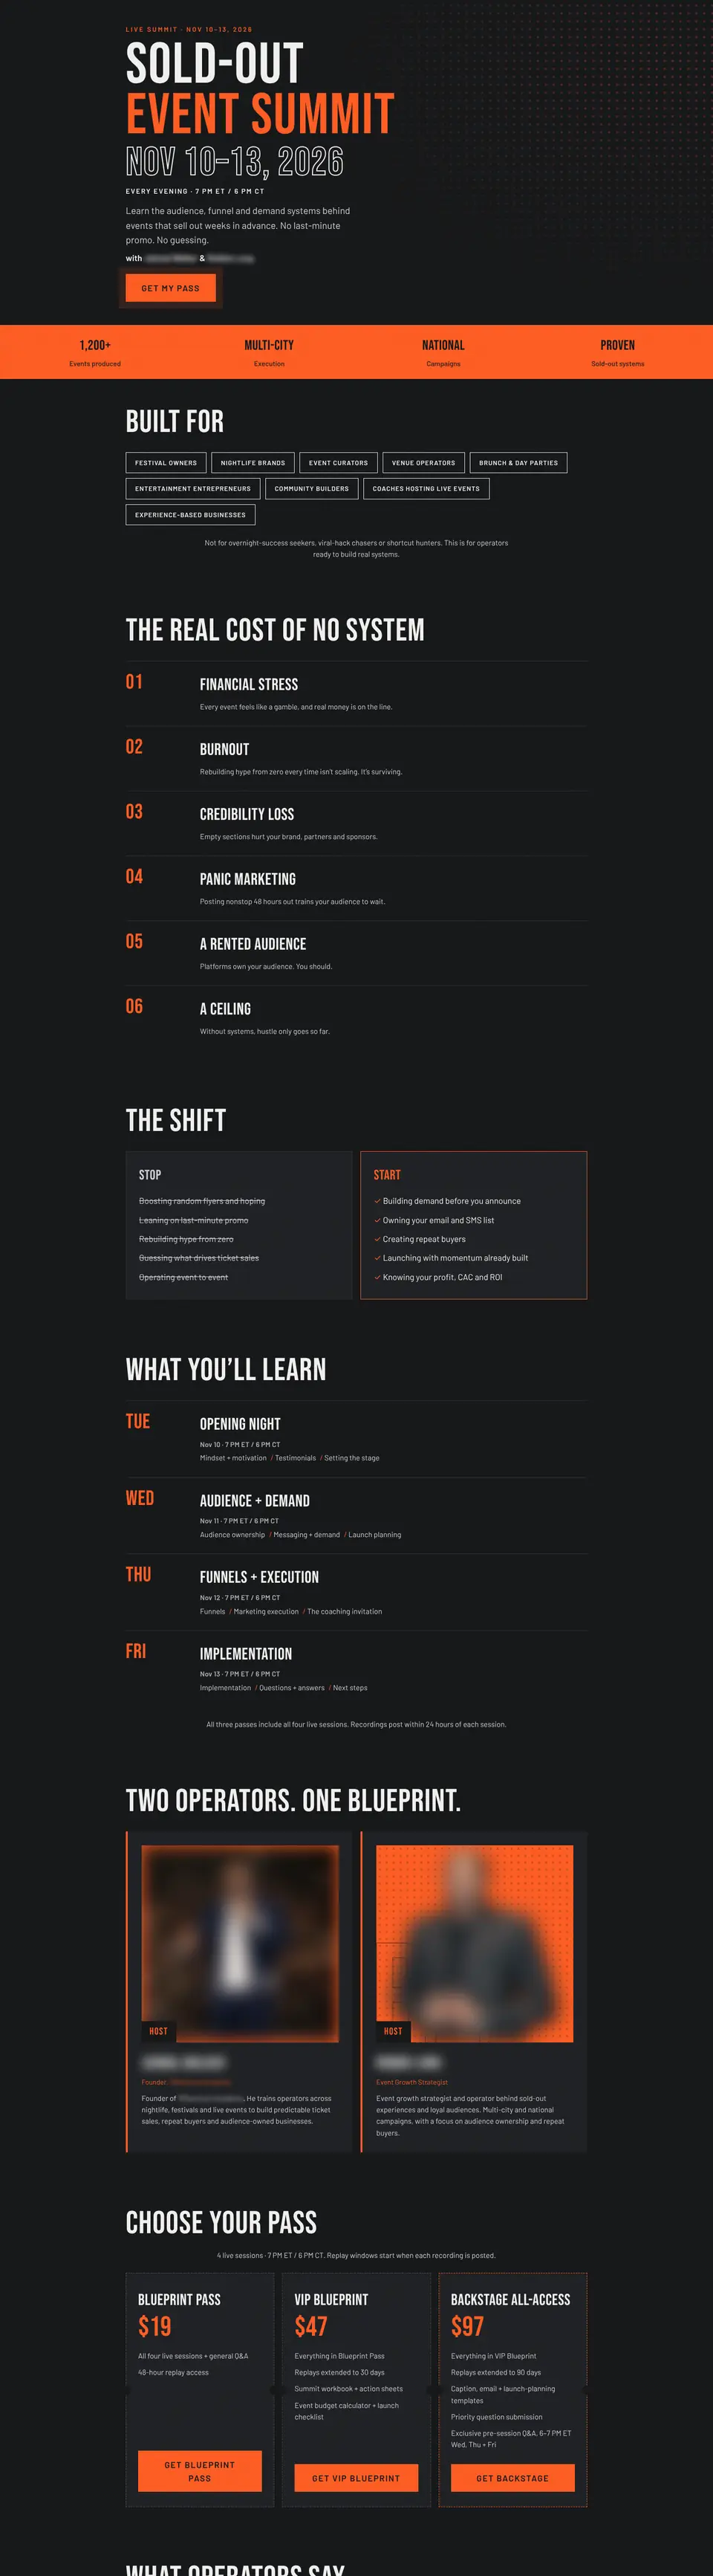 LIVE SUMMIT · NOV 10–13, 2026
SOLD-OUT
EVENT SUMMIT
NOV 10–13, 2026
EVERY EVENING · 7 PM ET / 6 PM CT
Learn the audience, funnel and demand systems behind
events that sell out weeks in advance. No last-minute
promo. No guessing.
with &
GET MY PASS
1,200+ MULTI-CITY NATIONAL PROVEN
Events produced Execution Campaigns Sold-out systems
BUILT FOR
FESTIVAL OWNERS NIGHTLIFE BRANDS EVENT CURATORS VENUE OPERATORS BRUNCH & DAY PARTIES
ENTERTAINMENT ENTREPRENEURS COMMUNITY BUILDERS COACHES HOSTING LIVE EVENTS
EXPERIENCE-BASED BUSINESSES
Not for overnight-success seekers, viral-hack chasers or shortcut hunters. This is for operators
ready to build real systems.
THE REAL COST OF NO SYSTEM
01 FINANCIAL STRESS
Every event feels like a gamble, and real money is on the line.
02 BURNOUT
Rebuilding hype from zero every time isn't scaling. It's surviving.
03 CREDIBILITY LOSS
Empty sections hurt your brand, partners and sponsors.
04 PANIC MARKETING
Posting nonstop 48 hours out trains your audience to wait.
05 A RENTED AUDIENCE
Platforms own your audience. You should.
06 A CEILING
Without systems, hustle only goes so far.
THE SHIFT
STOP
Boosting random flyers and hoping
Leaning on last-minute promo
Rebuilding hype from zero
Guessing what drives ticket sales
Operating event to event
START
✓ Building demand before you announce
✓ Owning your email and SMS list
✓ Creating repeat buyers
✓ Launching with momentum already built
✓ Knowing your profit, CAC and ROI
WHAT YOU'LL LEARN
TUE OPENING NIGHT
Nov 10 · 7 PM ET / 6 PM CT
Mindset + motivation / Testimonials / Setting the stage
WED AUDIENCE + DEMAND
Nov 11 · 7 PM ET / 6 PM CT
Audience ownership / Messaging + demand / Launch planning
THU FUNNELS + EXECUTION
Nov 12 · 7 PM ET / 6 PM CT
Funnels / Marketing execution / The coaching invitation
FRI IMPLEMENTATION
Nov 13 · 7 PM ET / 6 PM CT
Implementation / Questions + answers / Next steps
All three passes include all four live sessions. Recordings post within 24 hours of each session.
TWO OPERATORS. ONE BLUEPRINT.
HOST
Founder,
Founder of . He trains operators across
nightlife, festivals and live events to build predictable ticket
sales, repeat buyers and audience-owned businesses.
HOST
Event Growth Strategist
Event growth strategist and operator behind sold-out
experiences and loyal audiences. Multi-city and national
campaigns, with a focus on audience ownership and repeat
buyers.
CHOOSE YOUR PASS
4 live sessions · 7 PM ET / 6 PM CT. Replay windows start when each recording is posted.
BLUEPRINT PASS
$19
All four live sessions + general Q&A
48-hour replay access
GET BLUEPRINT
PASS
VIP BLUEPRINT
$47
Everything in Blueprint Pass
Replays extended to 30 days
Summit workbook + action sheets
Event budget calculator + launch
checklist
GET VIP BLUEPRINT
BACKSTAGE ALL-ACCESS
$97
Everything in VIP Blueprint
Replays extended to 90 days
Caption, email + launch-planning
templates
Priority question submission
Exclusive pre-session Q&A, 6–7 PM ET
Wed, Thu + Fri
GET BACKSTAGE
WHAT OPERATORS SAY